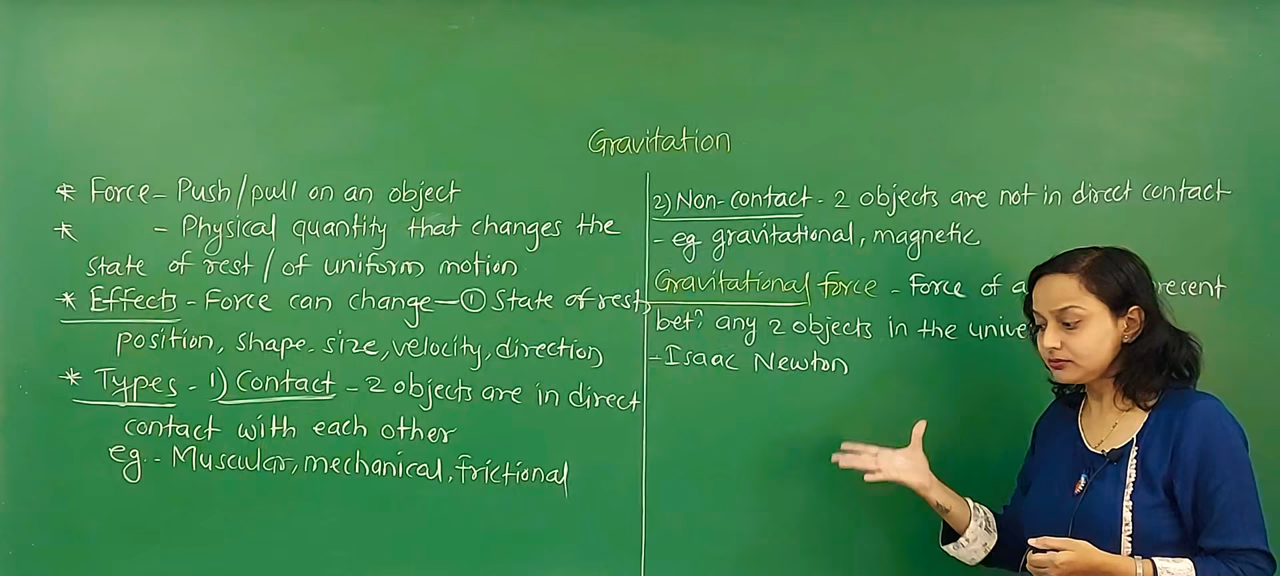 Gravitation
* Force - Push/pull on an object
* - Physical quantity that changes the
state of rest / of uniform motion
* Effects - Force can change - ① State of rest,
position, shape, size, velocity, direction
* Types - 1) Contact - 2 objects are in direct
contact with each other
eg - Muscular, mechanical, frictional
2) Non-contact - 2 objects are not in direct contact
- eg gravitational, magnetic
Gravitational force - Force of
betn any 2 objects in the
- Isaac Newton